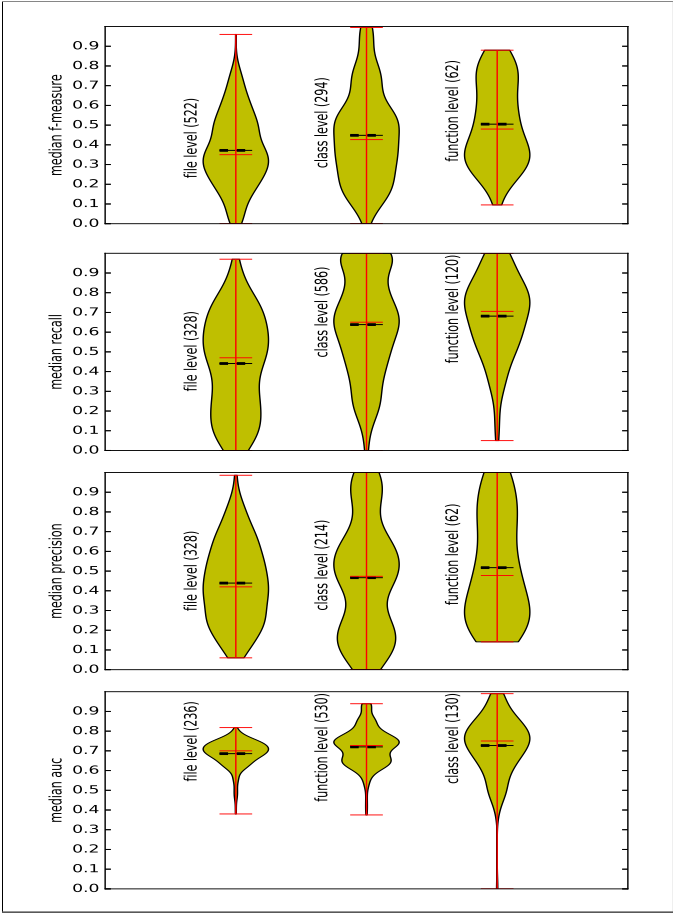 median f-measure
0.9
0.8
0.7
0.6
0.5
0.4
0.3
0.2
0.1
0.0
file level (522)
class level (294)
function level (62)
median recall
0.9
0.8
0.7
0.6
0.5
0.4
0.3
0.2
0.1
0.0
file level (328)
class level (586)
function level (120)
median precision
0.9
0.8
0.7
0.6
0.5
0.4
0.3
0.2
0.1
0.0
file level (328)
class level (214)
function level (62)
median auc
0.9
0.8
0.7
0.6
0.5
0.4
0.3
0.2
0.1
0.0
file level (236)
function level (530)
class level (130)